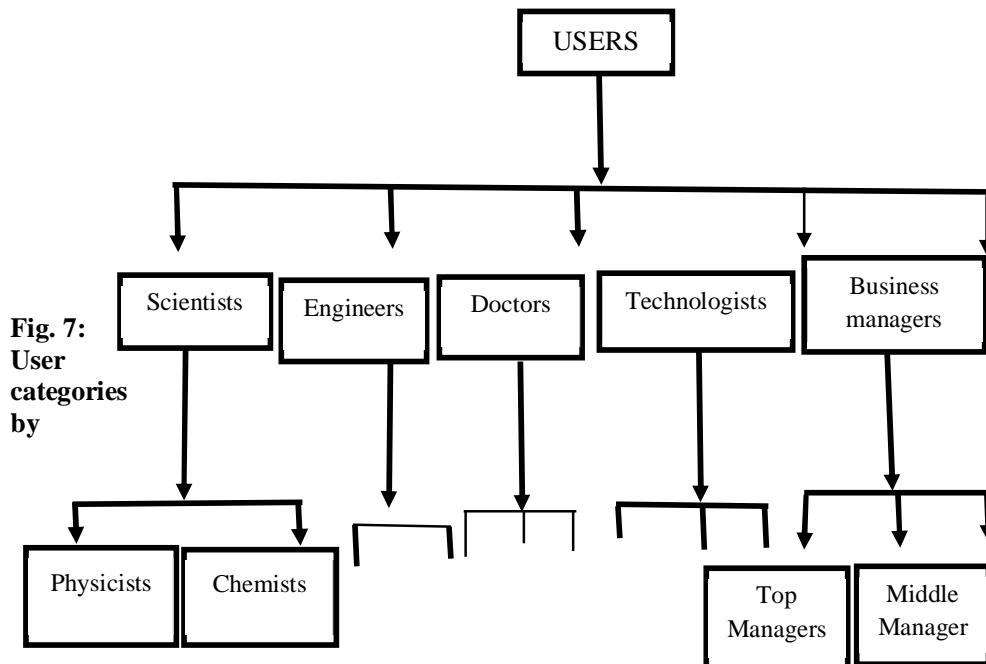 USERS
Scientists
Engineers
Doctors
Technologists
Business
managers
Fig. 7:
User
categories
by
Physicists
Chemists
Top
Managers
Middle
Manager